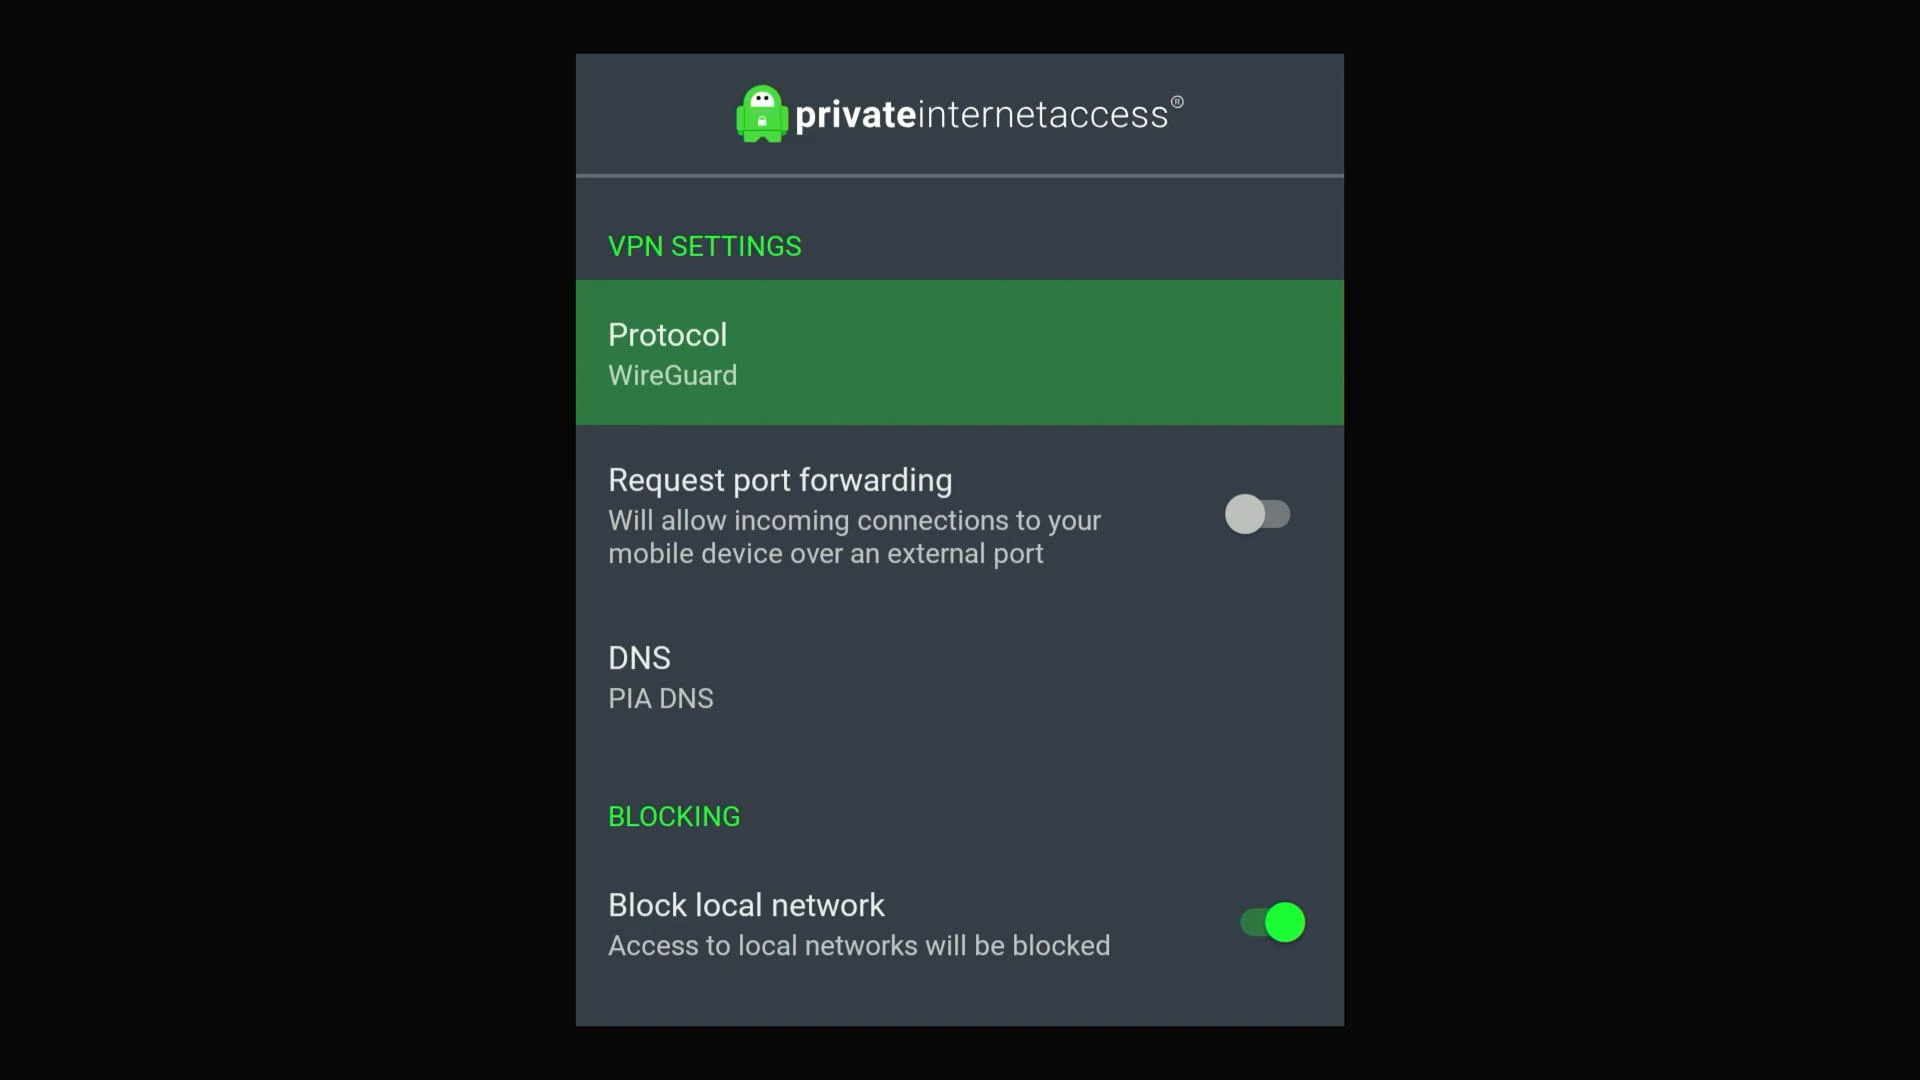 privateinternetaccess®
VPN SETTINGS
Protocol
WireGuard
Request port forwarding
Will allow incoming connections to your
mobile device over an external port
DNS
PIA DNS
BLOCKING
Block local network
Access to local networks will be blocked